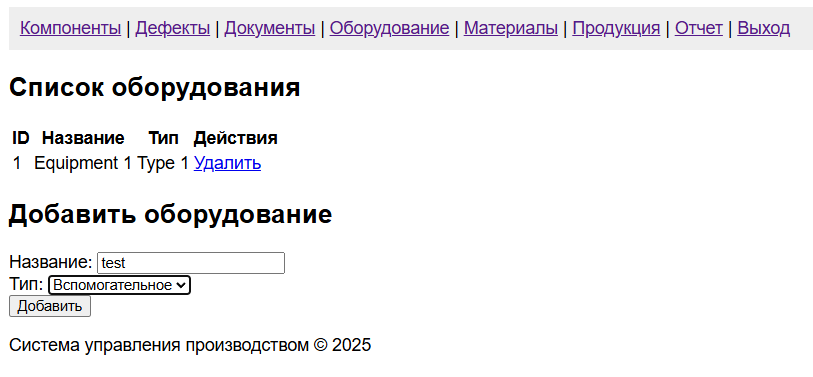 Компоненты | Дефекты | Документы | Оборудование | Материалы | Продукция | Отчет | Выход
Список оборудования
ID Название Тип Действия
1 Equipment 1 Type 1 Удалить
Добавить оборудование
Название: test
Тип: Вспомогательное
Добавить
Система управления производством © 2025